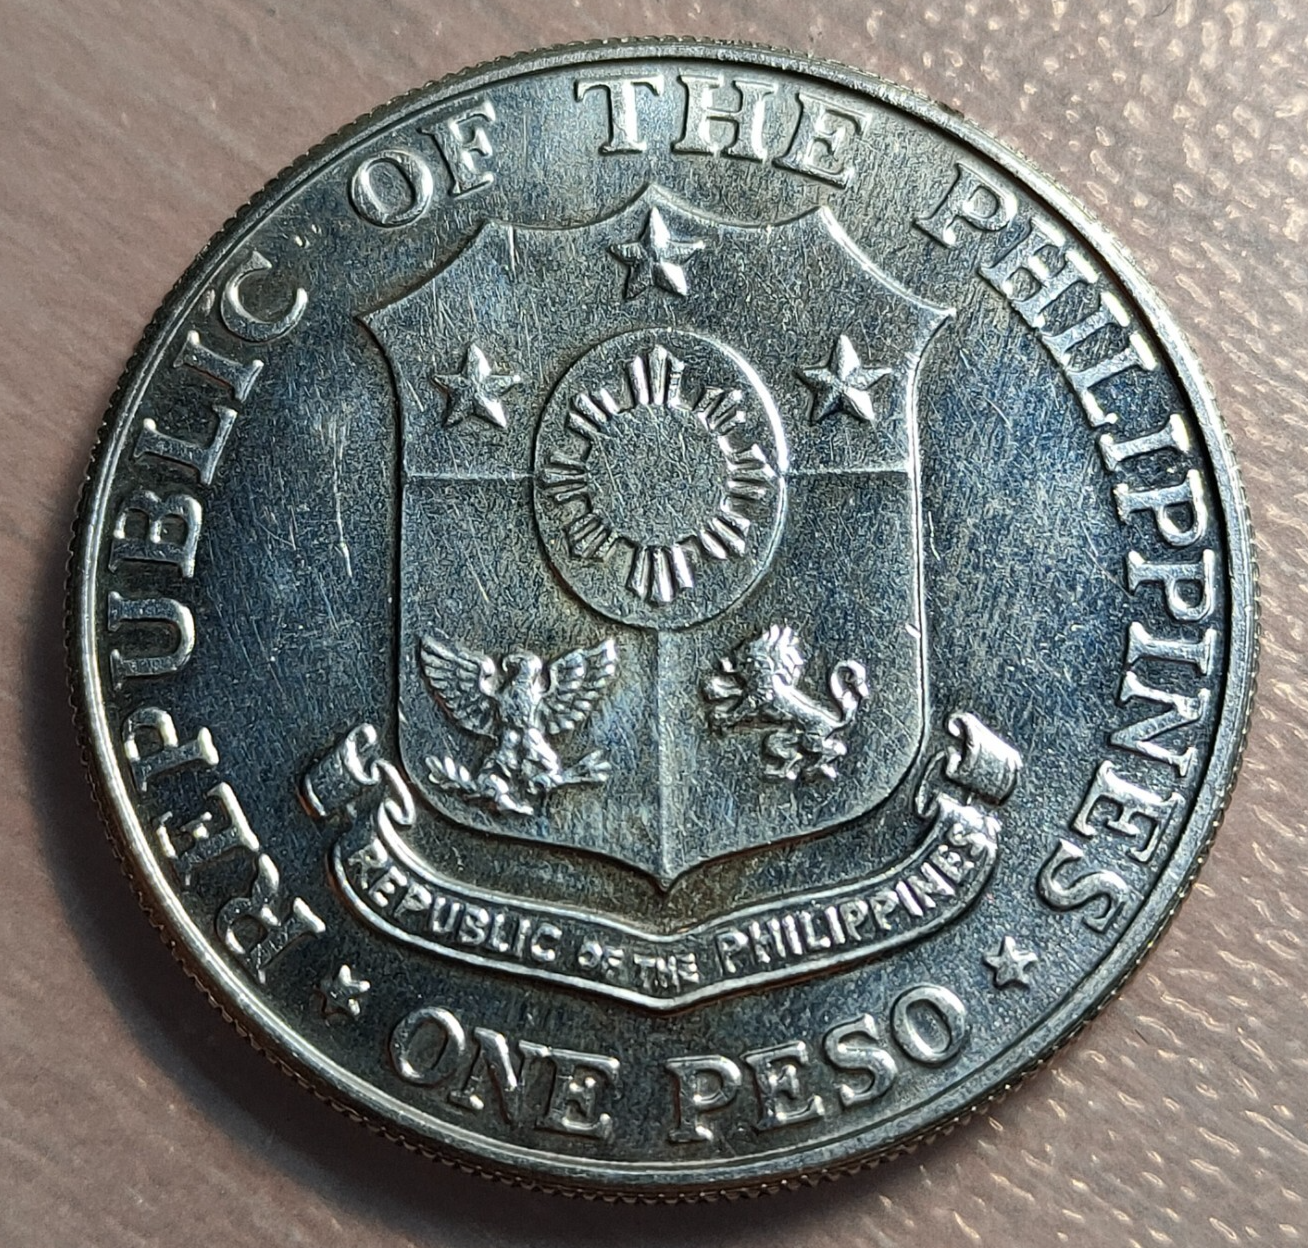 REPUBLIC OF THE PHILIPPINES
REPUBLIC OF THE PHILIPPINES
ONE PESO